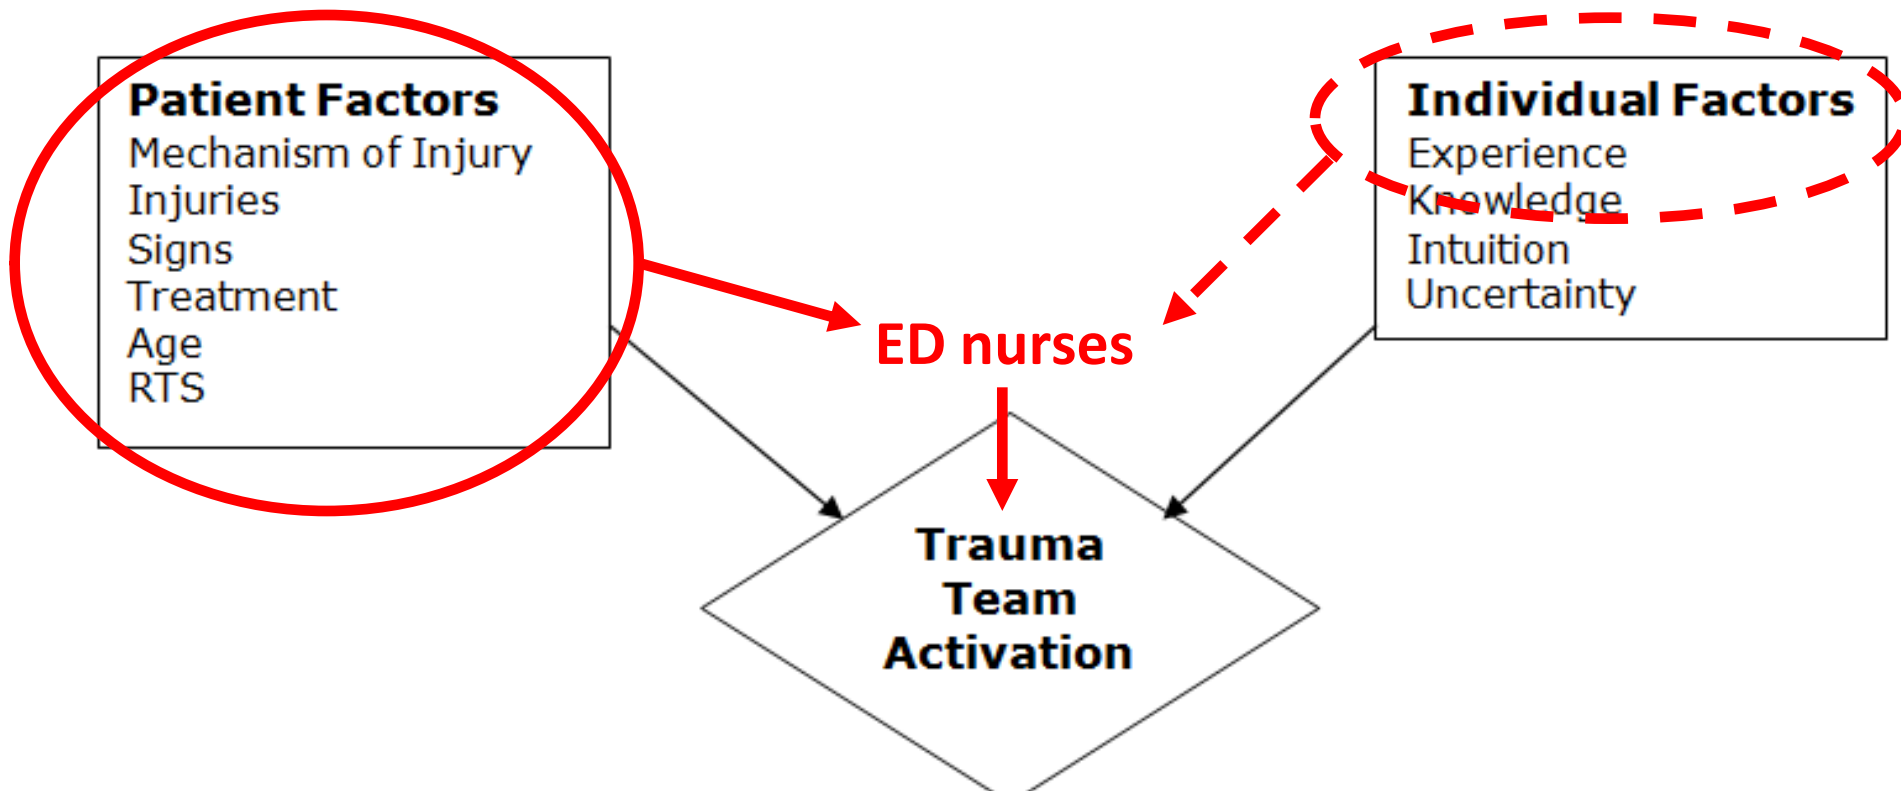 Patient Factors
Mechanism of Injury
Injuries
Signs
Treatment
Age
RTS
Individual Factors
Experience
Knowledge
Intuition
Uncertainty
ED nurses
Trauma
Team
Activation